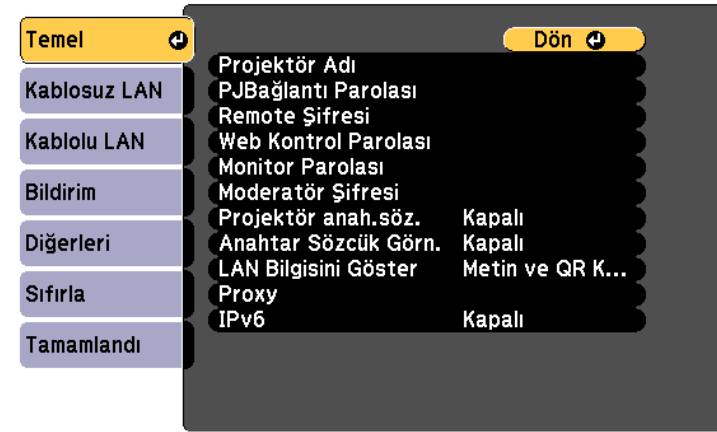 Temel
Kablosuz LAN
Kablolu LAN
Bildirim
Diğerleri
Sıfırla
Tamamlandı
Dön
Projektör Adı
PJBağlantı Parolası
Remote Şifresi
Web Kontrol Parolası
Monitor Parolası
Moderatör Şifresi
Projektör anah.söz. Kapalı
Anahtar Sözcük Görn. Kapalı
LAN Bilgisini Göster Metin ve QR K...
Proxy
IPv6 Kapalı